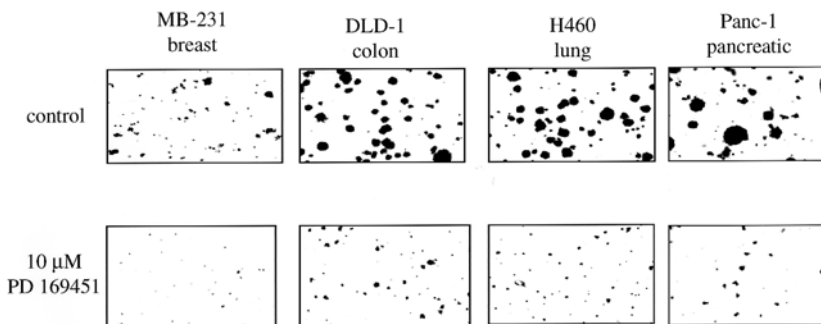 MB-231
breast
DLD-1
colon
H460
lung
Panc-1
pancreatic
control
10 µM
PD 169451